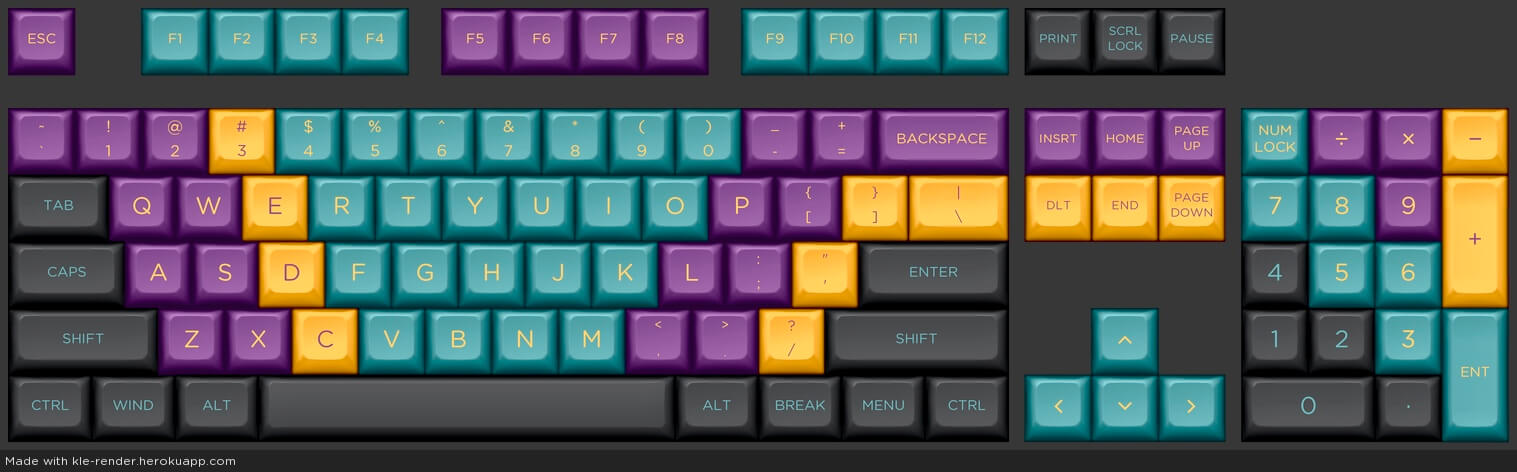 ESC F1 F2 F3 F4 F5 F6 F7 F8 F9 F10 F11 F12 PRINT SCRL LOCK PAUSE
~ ! @ # $ % ^ & * ( ) _ +
` 1 2 3 4 5 6 7 8 9 0 - = BACKSPACE INSRT HOME PAGE UP NUM LOCK ÷ × −
TAB Q W E R T Y U I O P { [ } ] | \ DLT END PAGE DOWN 7 8 9 +
CAPS A S D F G H J K L : ; " ' ENTER 4 5 6
SHIFT Z X C V B N M < , > . ? / SHIFT ^ 1 2 3 ENT
CTRL WIND ALT ALT BREAK MENU CTRL < v > 0 .
Made with kle-render.herokuapp.com